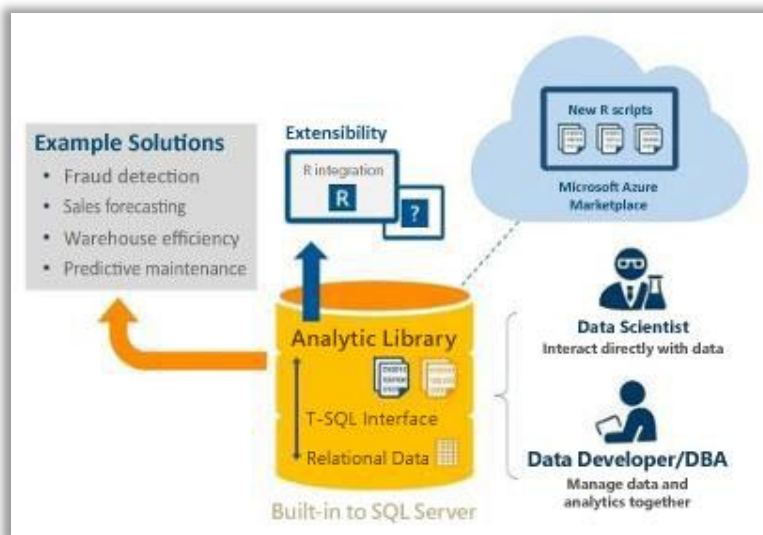 Example Solutions
• Fraud detection
• Sales forecasting
• Warehouse efficiency
• Predictive maintenance
Extensibility
R integration
R
?
New R scripts
Microsoft Azure
Marketplace
Analytic Library
T-SQL Interface
Relational Data
Built-in to SQL Server
Data Scientist
Interact directly with data
Data Developer/DBA
Manage data and
analytics together